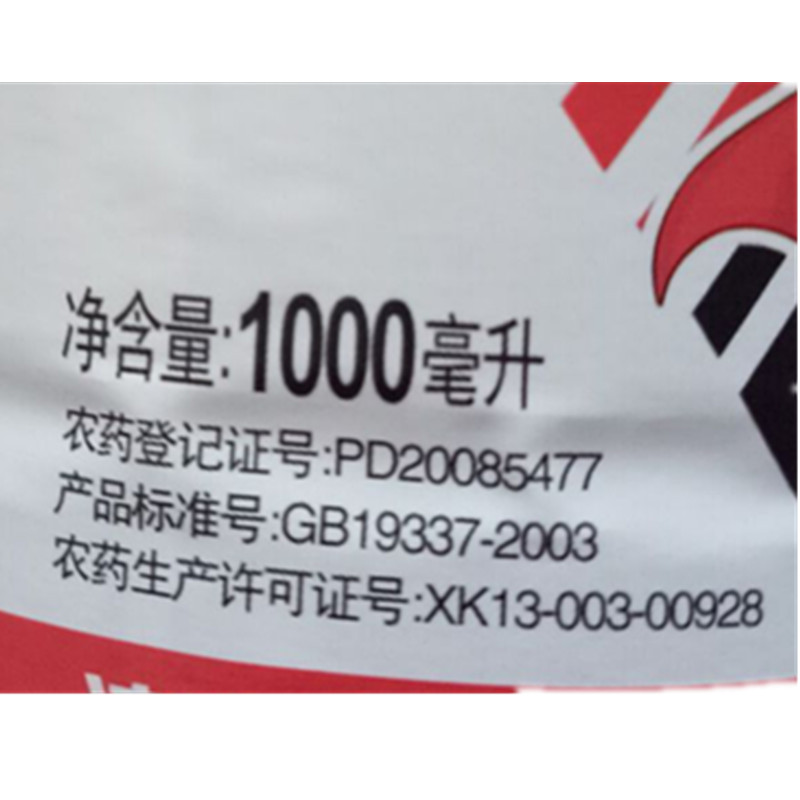 净含量:1000毫升
农药登记证号:PD20085477
产品标准号:GB19337-2003
农药生产许可证号:XK13-003-00928